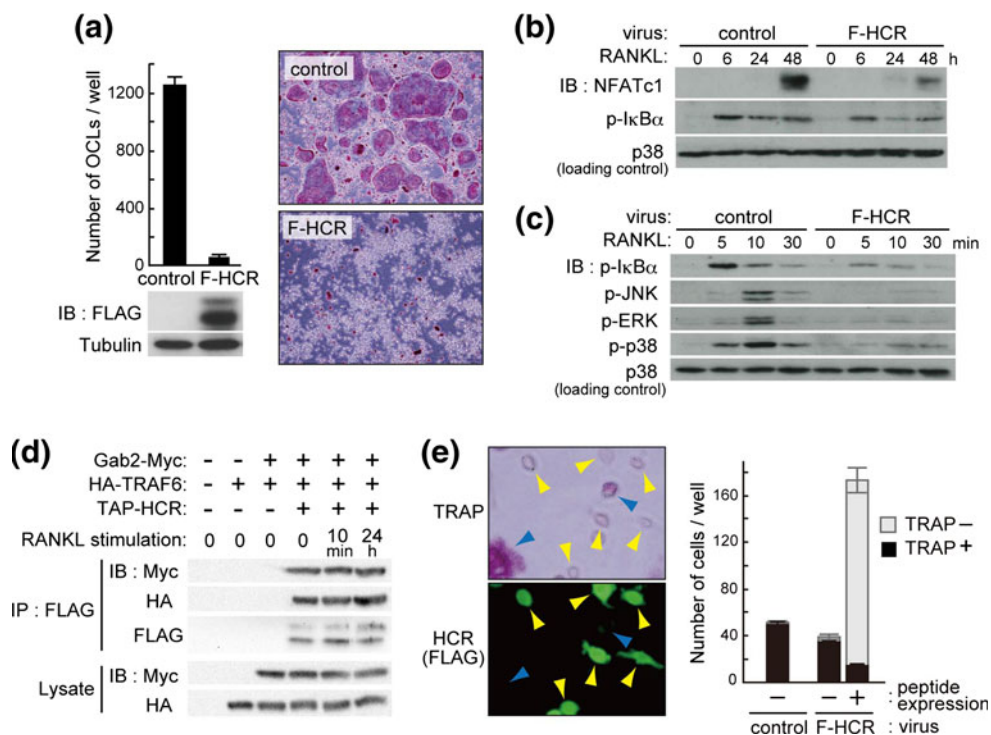 (a)
Number of OCLs / well
1200
800
400
0
control F-HCR
IB : FLAG
Tubulin
control
F-HCR
(b)
virus: control F-HCR
RANKL: 0 6 24 48 0 6 24 48 h
IB : NFATc1
p-IκBα
p38
(loading control)
(c)
virus: control F-HCR
RANKL: 0 5 10 30 0 5 10 30 min
IB : p-IκBα
p-JNK
p-ERK
p-p38
p38
(loading control)
(d)
Gab2-Myc: - - + + + +
HA-TRAF6: - + + + + +
TAP-HCR: - - - + + +
RANKL stimulation: 0 0 0 0 10 min 24 h
IP : FLAG
IB : Myc
HA
FLAG
Lysate
IB : Myc
HA
(e)
TRAP
HCR
(FLAG)
Number of cells / well
160
120
80
40
0
TRAP −
TRAP +
− − + : peptide expression
control F-HCR : virus